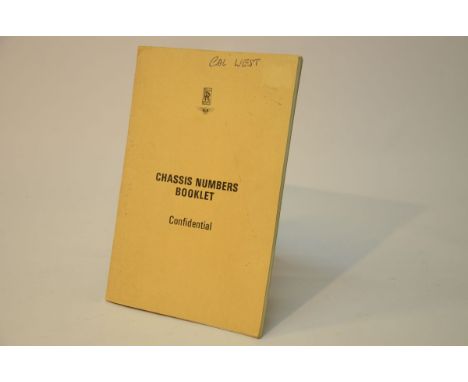 CAL WEST
CHASSIS NUMBERS
BOOKLET
Confidential